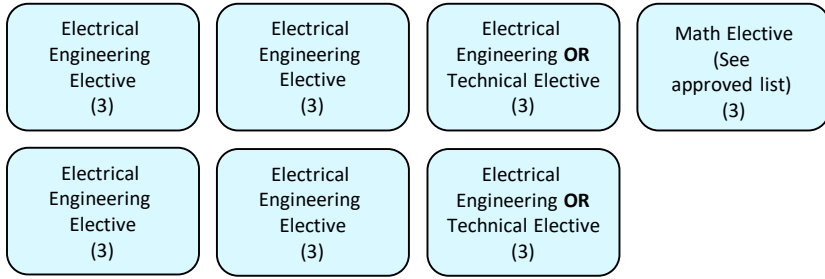 Electrical
Engineering
Elective
(3)
Electrical
Engineering
Elective
(3)
Electrical
Engineering OR
Technical Elective
(3)
Math Elective
(See
approved list)
(3)
Electrical
Engineering
Elective
(3)
Electrical
Engineering
Elective
(3)
Electrical
Engineering OR
Technical Elective
(3)